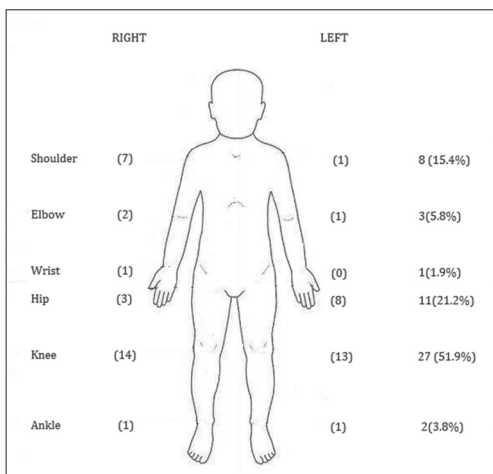 RIGHT LEFT
Shoulder (7) (1) 8 (15.4%)
Elbow (2) (1) 3(5.8%)
Wrist (1) (0) 1(1.9%)
Hip (3) (8) 11(21.2%)
Knee (14) (13) 27 (51.9%)
Ankle (1) (1) 2(3.8%)